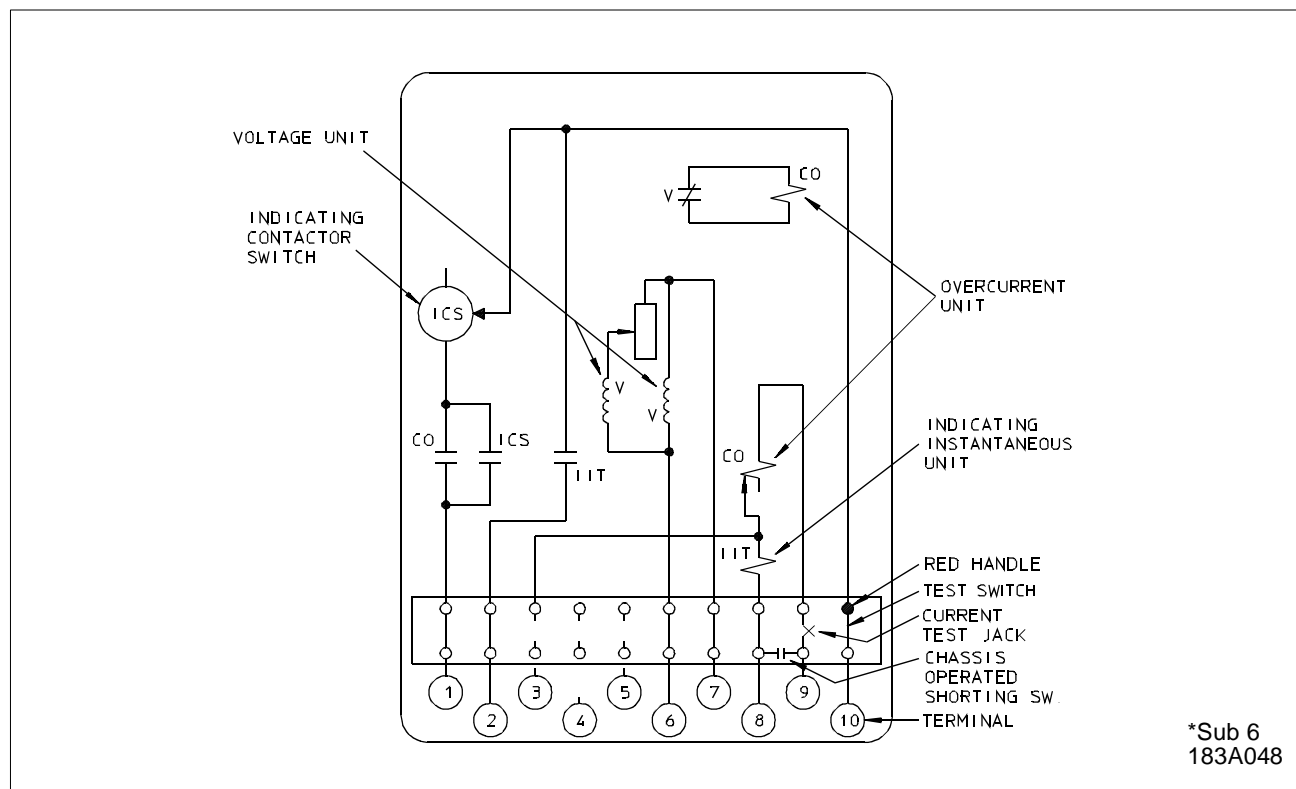 VOLTAGE UNIT
INDICATING
CONTACTOR
SWITCH
ICS
V
CO
OVERCURRENT
UNIT
V
V
CO
ICS
IIT
CO
INDICATING
INSTANTANEOUS
UNIT
IIT
RED HANDLE
TEST SWITCH
CURRENT
TEST JACK
CHASSIS
OPERATED
SHORTING SW.
TERMINAL
1
2
3
4
5
6
7
8
9
10
*Sub 6
183A048